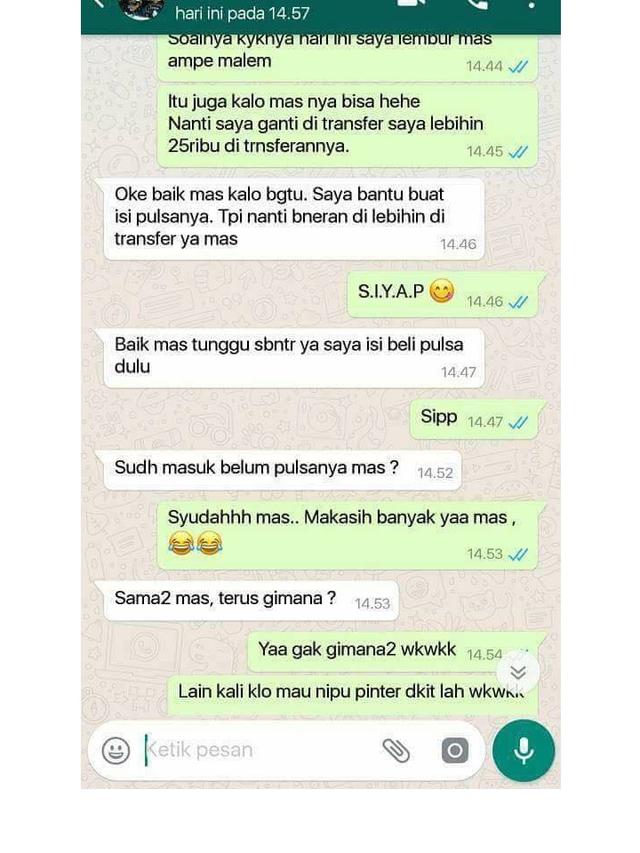 hari ini pada 14.57
Soalnya kyknya hari ini saya lembur mas
ampe malem
14.44
Itu juga kalo mas nya bisa hehe
Nanti saya ganti di transfer saya lebihin
25ribu di trnsferannya.
14.45
Oke baik mas kalo bgtu. Saya bantu buat
isi pulsanya. Tpi nanti bneran di lebihin di
transfer ya mas
14.46
S.I.Y.A.P 😋
14.46
Baik mas tunggu sbntr ya saya isi beli pulsa
dulu
14.47
Sipp
14.47
Sudh masuk belum pulsanya mas ?
14.52
Syudahhh mas.. Makasih banyak yaa mas ,
😂😂
14.53
Sama2 mas, terus gimana ?
14.53
Yaa gak gimana2 wkwkk
14.54
Lain kali klo mau nipu pinter dkit lah wkwkk
Ketik pesan